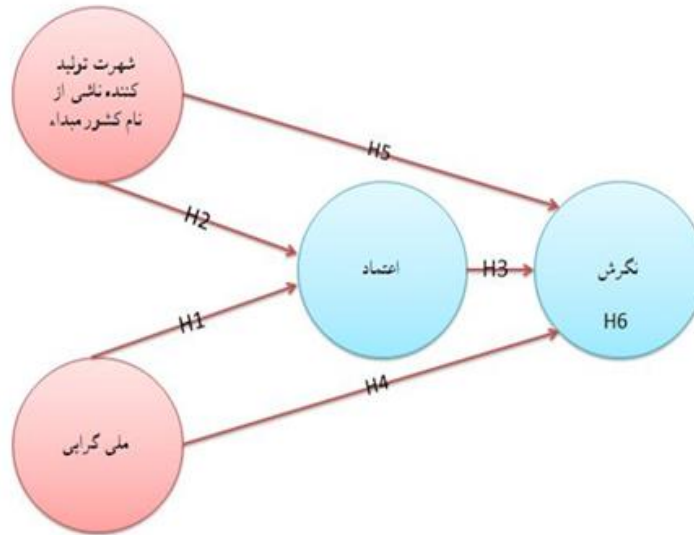 شهرت تولید
کننده ناشی از
نام کشور مبداء
H5
H2
اعتماد
H3
نگرش
H6
H1
H4
ملی گرایی